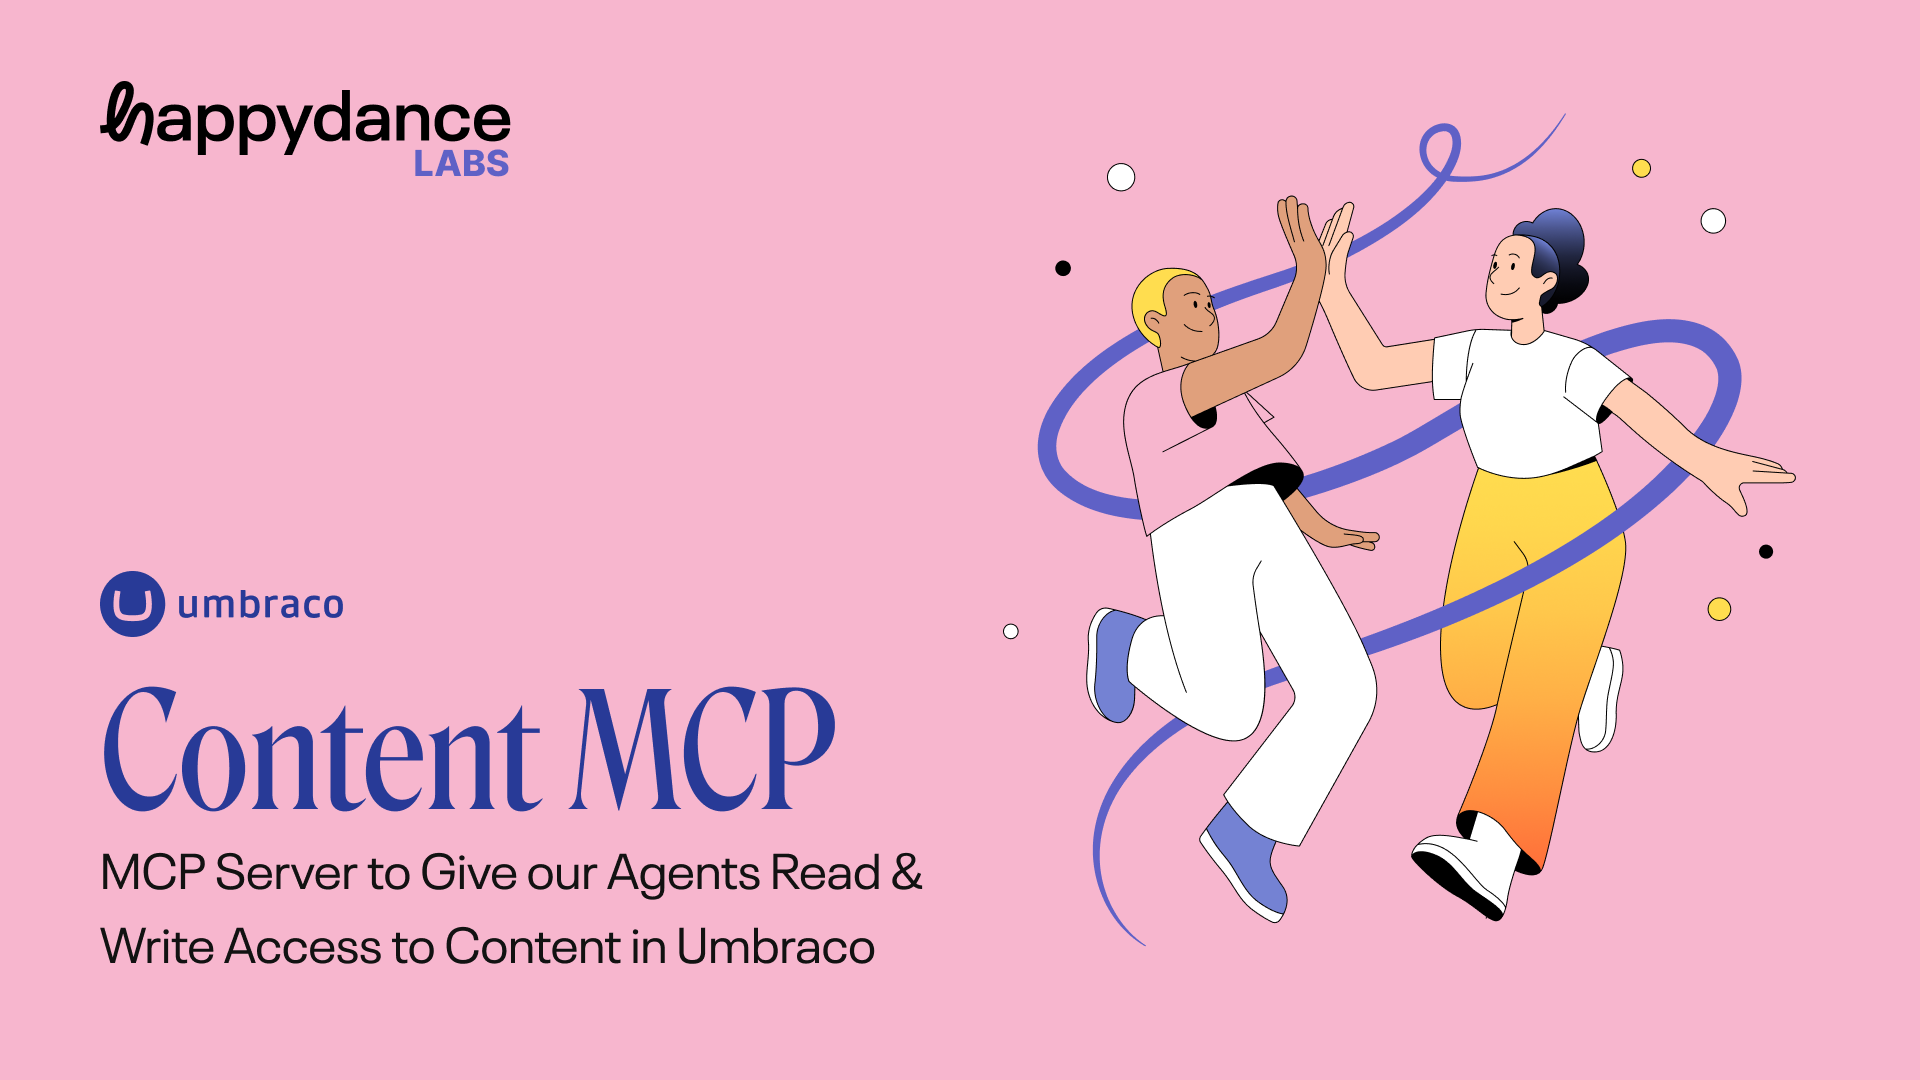 happydance
LABS
umbraco
Content MCP
MCP Server to Give our Agents Read &
Write Access to Content in Umbraco